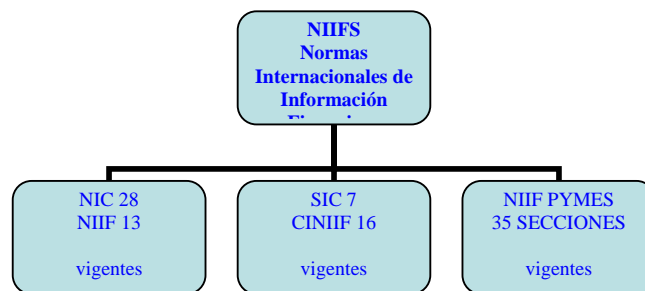 NIIFS
Normas
Internacionales de
Información
NIC 28
NIIF 13
vigentes
SIC 7
CINIIF 16
vigentes
NIIF PYMES
35 SECCIONES
vigentes